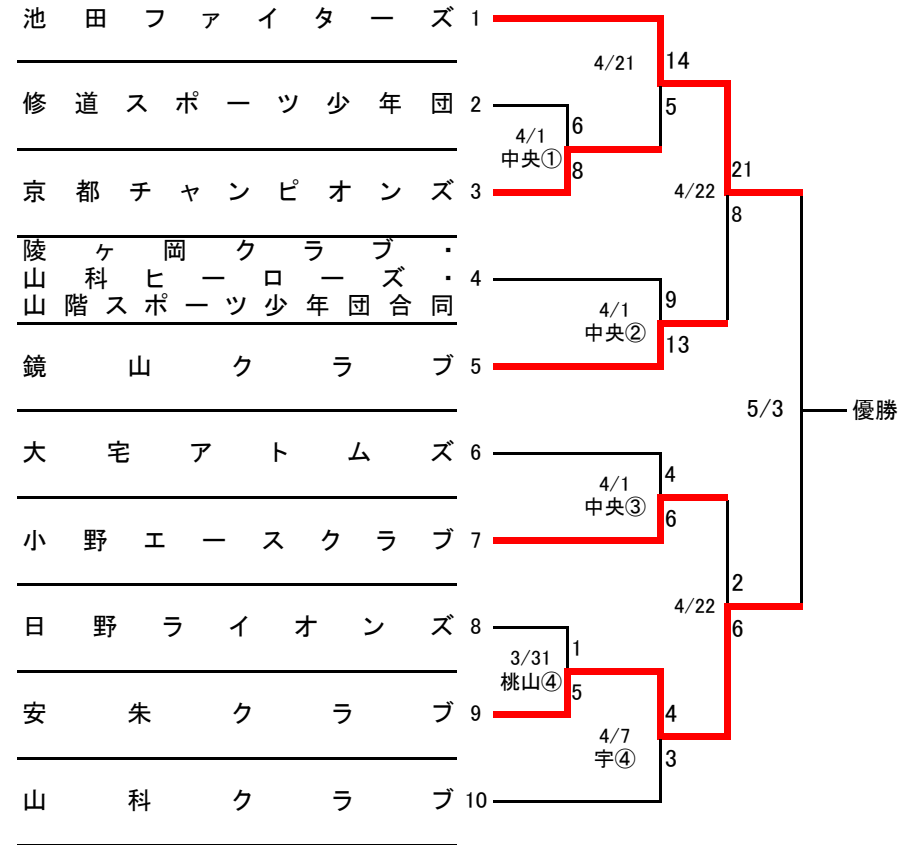 池田ファイターズ 1
4/21 14
5
修道スポーツ少年団 2
4/1 6
中央① 8
京都チャンピオンズ 3
4/22 21
8
陵ヶ岡クラブ・
山科ヒーローズ・ 4
山階スポーツ少年団合同
4/1 9
中央② 13
鏡山クラブ 5
5/3 優勝
大宅アトムズ 6
4/1 4
中央③ 6
小野エースクラブ 7
4/22 2
6
日野ライオンズ 8
3/31 1
桃山④ 5
安朱クラブ 9
4/7 4
宇④ 3
山科クラブ 10